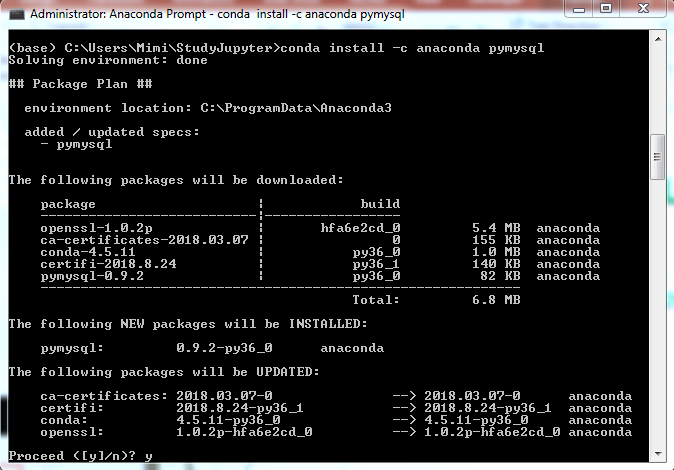 Administrator: Anaconda Prompt - conda  install -c anaconda pymysql
(base) C:\Users\Mimi\StudyJupyter>conda install -c anaconda pymysql
Solving environment: done
## Package Plan ##
  environment location: C:\ProgramData\Anaconda3
  added / updated specs:
    - pymysql
The following packages will be downloaded:
    package                    |            build
    ---------------------------|-----------------
    openssl-1.0.2p             |       hfa6e2cd_0         5.4 MB  anaconda
    ca-certificates-2018.03.07 |                0         155 KB  anaconda
    conda-4.5.11               |           py36_0         1.0 MB  anaconda
    certifi-2018.8.24          |           py36_1         140 KB  anaconda
    pymysql-0.9.2              |           py36_0          82 KB  anaconda
    ------------------------------------------------------------
                                           Total:         6.8 MB
The following NEW packages will be INSTALLED:
    pymysql:         0.9.2-py36_0      anaconda
The following packages will be UPDATED:
    ca-certificates: 2018.03.07-0               --> 2018.03.07-0      anaconda
    certifi:         2018.8.24-py36_1           --> 2018.8.24-py36_1  anaconda
    conda:           4.5.11-py36_0              --> 4.5.11-py36_0     anaconda
    openssl:         1.0.2p-hfa6e2cd_0          --> 1.0.2p-hfa6e2cd_0 anaconda
Proceed ([y]/n)? y